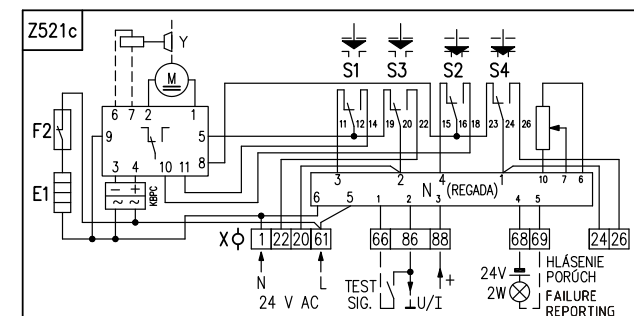 Z521c
Y
M
S1 S3 S2 S4
6 7 2 1
9 5
8
3 4 10 11
F2
E1
− +
~ ~
KBPC
11 12 14 19 20 22 15 16 18 23 24 26
3 2 4 1 10 7 6
N (REGADA)
6 5 1 2 3 4 5
X 1 22 20 61 66 86 88 68 69 24 26
N L
24 V AC
TEST
SIG.
U/I
+
24V
2W
HLÁSENIE
PORÚCH
FAILURE
REPORTING